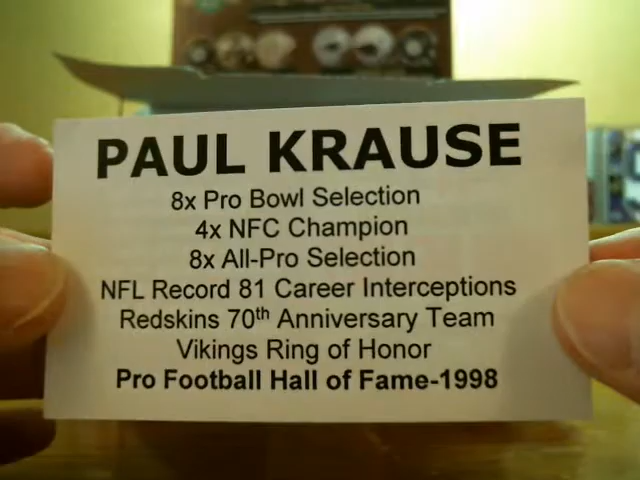 PAUL KRAUSE
8x Pro Bowl Selection
4x NFC Champion
8x All-Pro Selection
NFL Record 81 Career Interceptions
Redskins 70th Anniversary Team
Vikings Ring of Honor
Pro Football Hall of Fame-1998